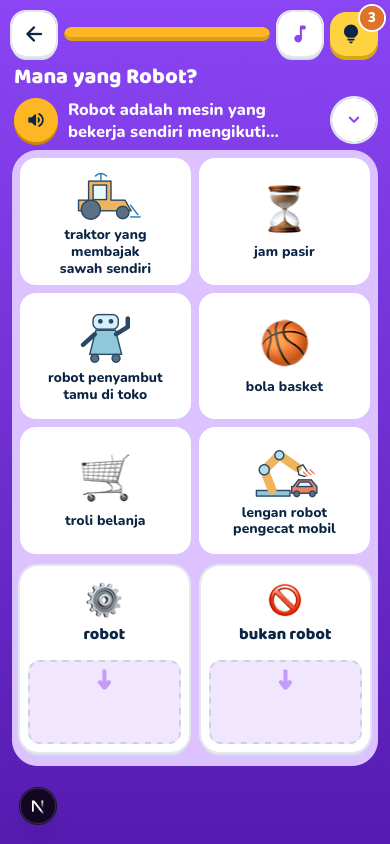 3
Mana yang Robot?
Robot adalah mesin yang
bekerja sendiri mengikuti...
traktor yang
membajak
sawah sendiri
jam pasir
robot penyambut
tamu di toko
bola basket
troli belanja
lengan robot
pengecat mobil
robot
bukan robot
N